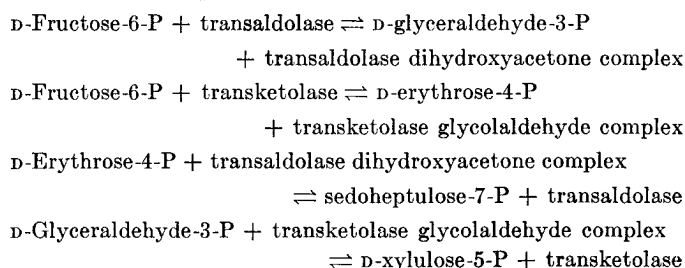 D-Fructose-6-P + transaldolase ⇌ D-glyceraldehyde-3-P
+ transaldolase dihydroxyacetone complex
D-Fructose-6-P + transketolase ⇌ D-erythrose-4-P
+ transketolase glycolaldehyde complex
D-Erythrose-4-P + transaldolase dihydroxyacetone complex
⇌ sedoheptulose-7-P + transaldolase
D-Glyceraldehyde-3-P + transketolase glycolaldehyde complex
⇌ D-xylulose-5-P + transketolase